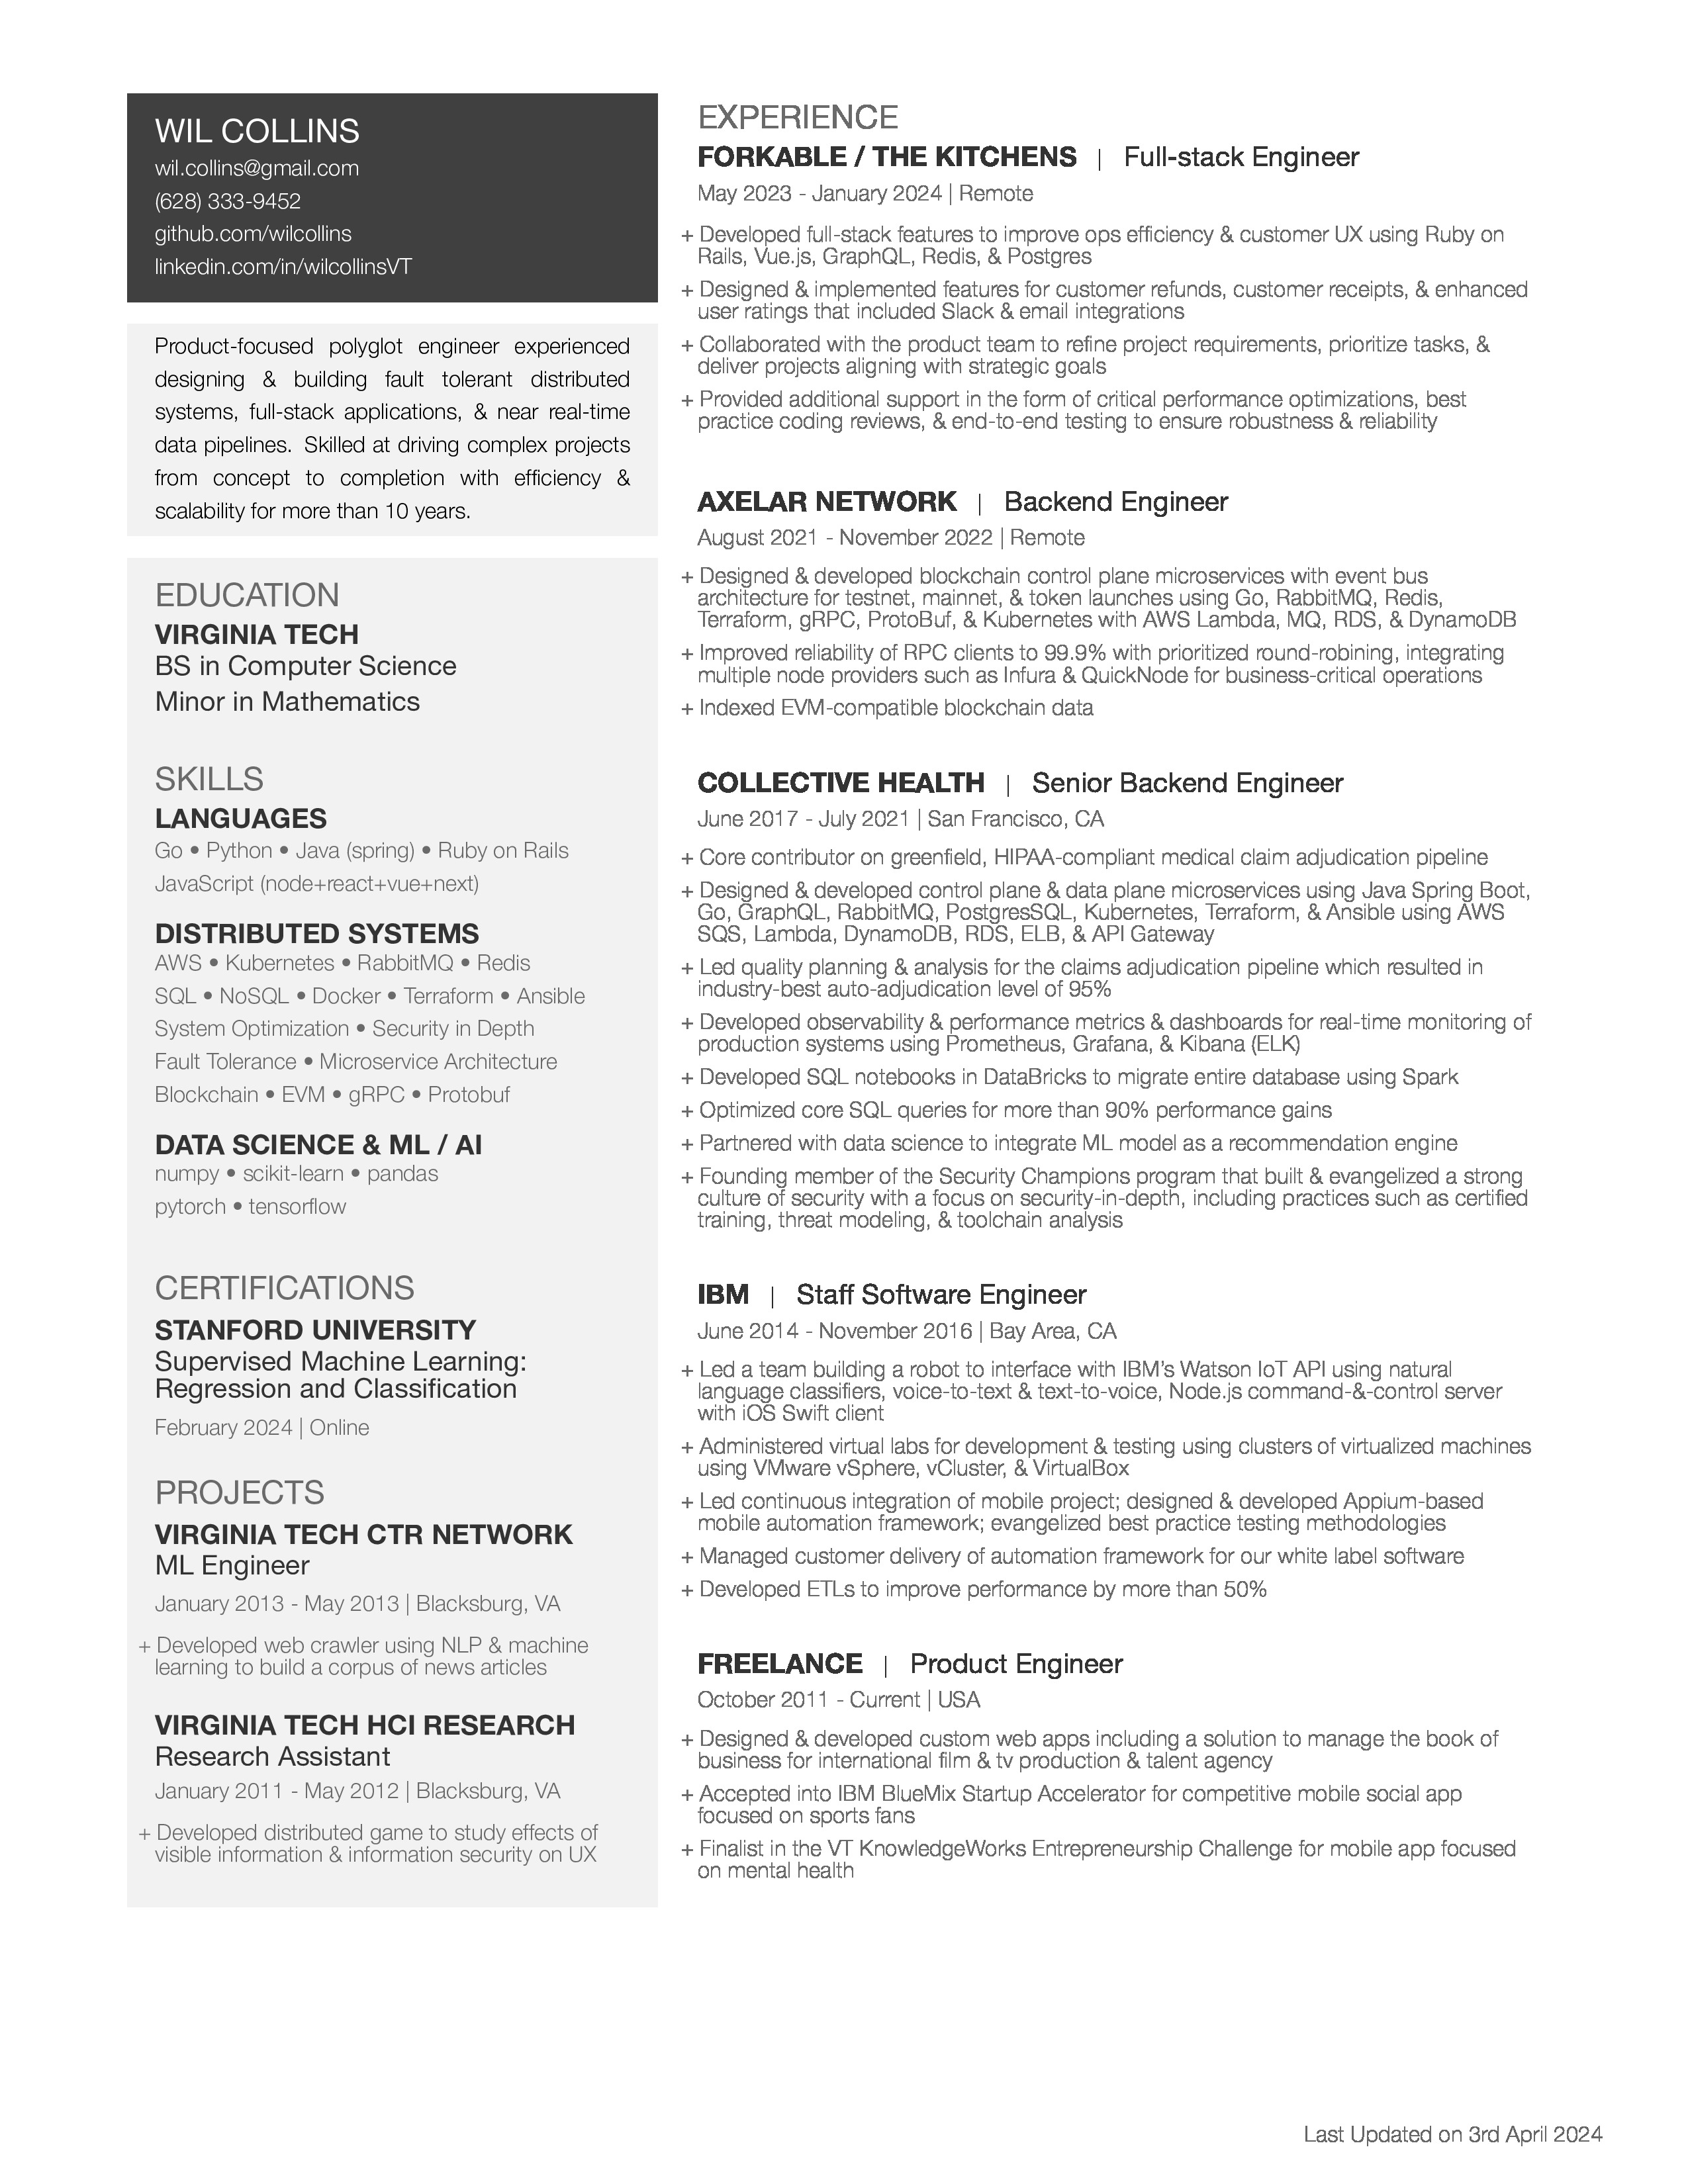 WIL COLLINS
wil.collins@gmail.com
(628) 333-9452
github.com/wilcollins
linkedin.com/in/wilcollinsVT
Product-focused polyglot engineer experienced
designing & building fault tolerant distributed
systems, full-stack applications, & near real-time
data pipelines. Skilled at driving complex projects
from concept to completion with efficiency &
scalability for more than 10 years.
EDUCATION
VIRGINIA TECH
BS in Computer Science
Minor in Mathematics
SKILLS
LANGUAGES
Go • Python • Java (spring) • Ruby on Rails
JavaScript (node+react+vue+next)
DISTRIBUTED SYSTEMS
AWS • Kubernetes • RabbitMQ • Redis
SQL • NoSQL • Docker • Terraform • Ansible
System Optimization • Security in Depth
Fault Tolerance • Microservice Architecture
Blockchain • EVM • gRPC • Protobuf
DATA SCIENCE & ML / AI
numpy • scikit-learn • pandas
pytorch • tensorflow
CERTIFICATIONS
STANFORD UNIVERSITY
Supervised Machine Learning:
Regression and Classification
February 2024 | Online
PROJECTS
VIRGINIA TECH CTR NETWORK
ML Engineer
January 2013 - May 2013 | Blacksburg, VA
+ Developed web crawler using NLP & machine
learning to build a corpus of news articles
VIRGINIA TECH HCI RESEARCH
Research Assistant
January 2011 - May 2012 | Blacksburg, VA
+ Developed distributed game to study effects of
visible information & information security on UX
EXPERIENCE
FORKABLE / THE KITCHENS | Full-stack Engineer
May 2023 - January 2024 | Remote
+ Developed full-stack features to improve ops efficiency & customer UX using Ruby on
Rails, Vue.js, GraphQL, Redis, & Postgres
+ Designed & implemented features for customer refunds, customer receipts, & enhanced
user ratings that included Slack & email integrations
+ Collaborated with the product team to refine project requirements, prioritize tasks, &
deliver projects aligning with strategic goals
+ Provided additional support in the form of critical performance optimizations, best
practice coding reviews, & end-to-end testing to ensure robustness & reliability
AXELAR NETWORK | Backend Engineer
August 2021 - November 2022 | Remote
+ Designed & developed blockchain control plane microservices with event bus
architecture for testnet, mainnet, & token launches using Go, RabbitMQ, Redis,
Terraform, gRPC, ProtoBuf, & Kubernetes with AWS Lambda, MQ, RDS, & DynamoDB
+ Improved reliability of RPC clients to 99.9% with prioritized round-robining, integrating
multiple node providers such as Infura & QuickNode for business-critical operations
+ Indexed EVM-compatible blockchain data
COLLECTIVE HEALTH | Senior Backend Engineer
June 2017 - July 2021 | San Francisco, CA
+ Core contributor on greenfield, HIPAA-compliant medical claim adjudication pipeline
+ Designed & developed control plane & data plane microservices using Java Spring Boot,
Go, GraphQL, RabbitMQ, PostgresSQL, Kubernetes, Terraform, & Ansible using AWS
SQS, Lambda, DynamoDB, RDS, ELB, & API Gateway
+ Led quality planning & analysis for the claims adjudication pipeline which resulted in
industry-best auto-adjudication level of 95%
+ Developed observability & performance metrics & dashboards for real-time monitoring of
production systems using Prometheus, Grafana, & Kibana (ELK)
+ Developed SQL notebooks in DataBricks to migrate entire database using Spark
+ Optimized core SQL queries for more than 90% performance gains
+ Partnered with data science to integrate ML model as a recommendation engine
+ Founding member of the Security Champions program that built & evangelized a strong
culture of security with a focus on security-in-depth, including practices such as certified
training, threat modeling, & toolchain analysis
IBM | Staff Software Engineer
June 2014 - November 2016 | Bay Area, CA
+ Led a team building a robot to interface with IBM's Watson IoT API using natural
language classifiers, voice-to-text & text-to-voice, Node.js command-&-control server
with iOS Swift client
+ Administered virtual labs for development & testing using clusters of virtualized machines
using VMware vSphere, vCluster, & VirtualBox
+ Led continuous integration of mobile project; designed & developed Appium-based
mobile automation framework; evangelized best practice testing methodologies
+ Managed customer delivery of automation framework for our white label software
+ Developed ETLs to improve performance by more than 50%
FREELANCE | Product Engineer
October 2011 - Current | USA
+ Designed & developed custom web apps including a solution to manage the book of
business for international film & tv production & talent agency
+ Accepted into IBM BlueMix Startup Accelerator for competitive mobile social app
focused on sports fans
+ Finalist in the VT KnowledgeWorks Entrepreneurship Challenge for mobile app focused
on mental health
Last Updated on 3rd April 2024